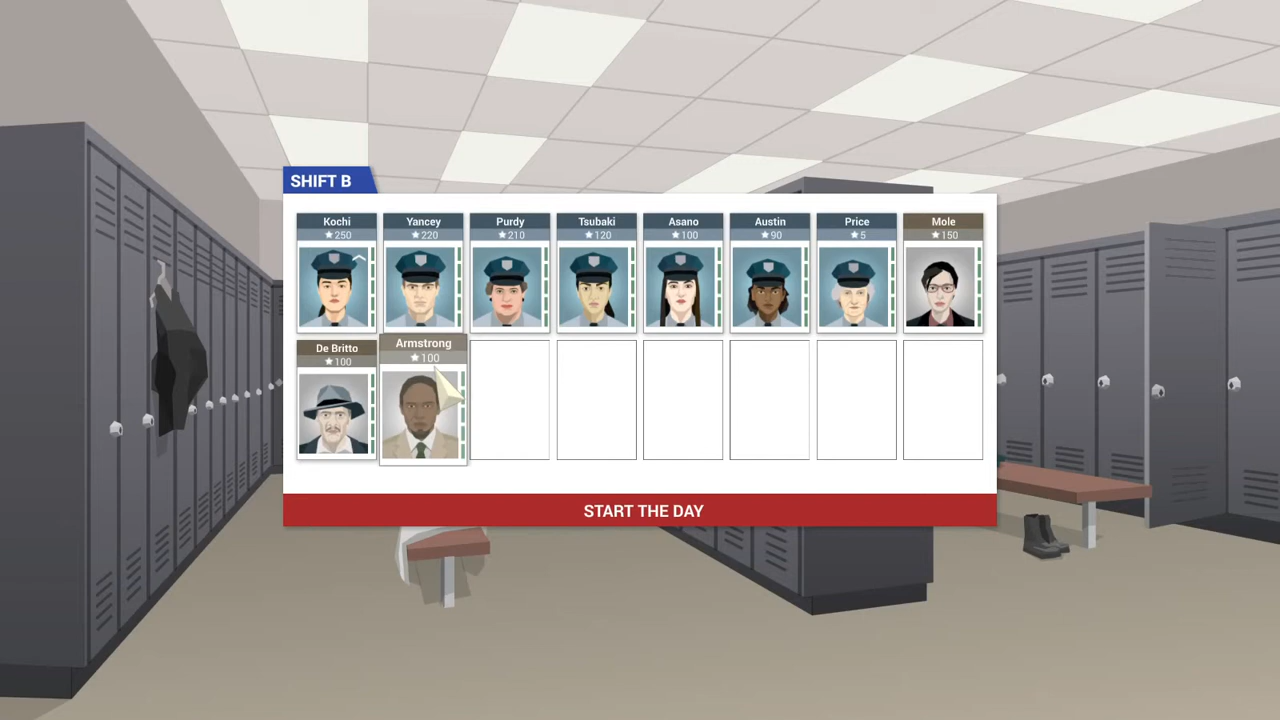 SHIFT B
Kochi
★250
Yancey
★220
Purdy
★210
Tsubaki
★120
Asano
★100
Austin
★90
Price
★5
Mole
★150
De Britto
★100
Armstrong
★100
START THE DAY